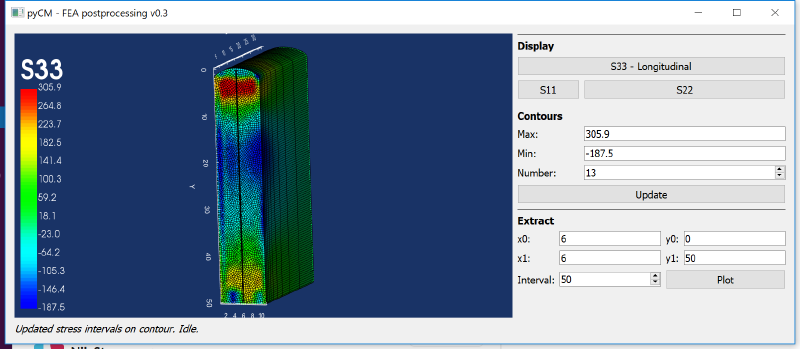 pyCM - FEA postprocessing v0.3
S33
305.9
264.8
223.7
182.5
141.4
100.3
59.2
18.1
-23.0
-64.2
-105.3
-146.4
-187.5
0
10
20
30
40
50
Y
2 4 6 8 10
Display
S33 - Longitudinal
S11 S22
Contours
Max: 305.9
Min: -187.5
Number: 13
Update
Extract
x0: 6 y0: 0
x1: 6 y1: 50
Interval: 50 Plot
Updated stress intervals on contour. Idle.